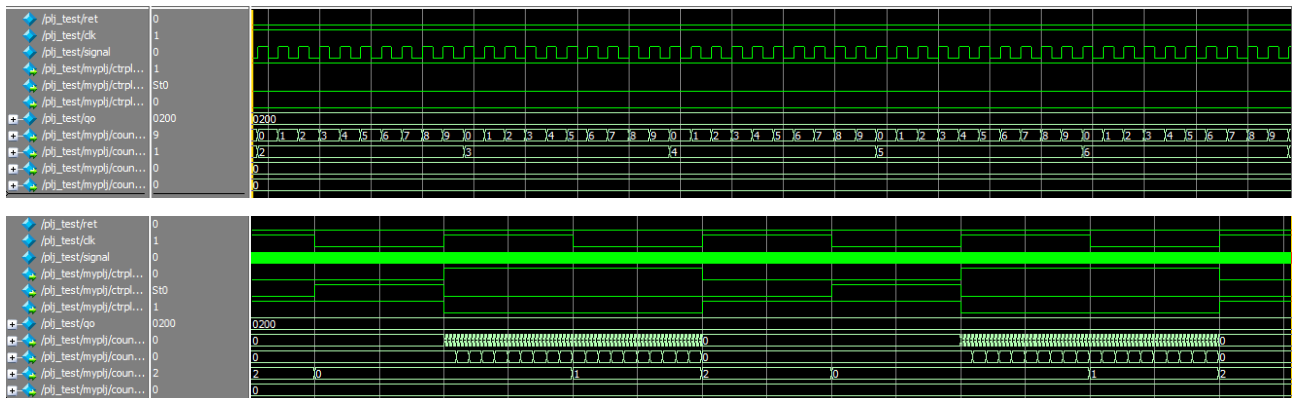 /plj_test/ret 0
/plj_test/clk 1
/plj_test/signal 0
/plj_test/myplj/ctrpl... 1
/plj_test/myplj/ctrpl... St0
/plj_test/myplj/ctrpl... 0
/plj_test/qo 0200 0200
/plj_test/myplj/coun... 9 0 1 2 3 4 5 6 7 8 9 0 1 2 3 4 5 6 7 8 9 0 1 2 3 4 5 6 7 8 9 0 1 2 3 4 5 6 7 8 9 0 1 2 3 4 5 6 7 8 9
/plj_test/myplj/coun... 1 2 3 4 5 6
/plj_test/myplj/coun... 0 0
/plj_test/myplj/coun... 0 0
/plj_test/ret 0
/plj_test/clk 1
/plj_test/signal 0
/plj_test/myplj/ctrpl... 0
/plj_test/myplj/ctrpl... St0
/plj_test/myplj/ctrpl... 1
/plj_test/qo 0200 0200
/plj_test/myplj/coun... 0 0 0 0
/plj_test/myplj/coun... 0 0 0 0
/plj_test/myplj/coun... 2 2 0 1 2 0 1 2
/plj_test/myplj/coun... 0 0